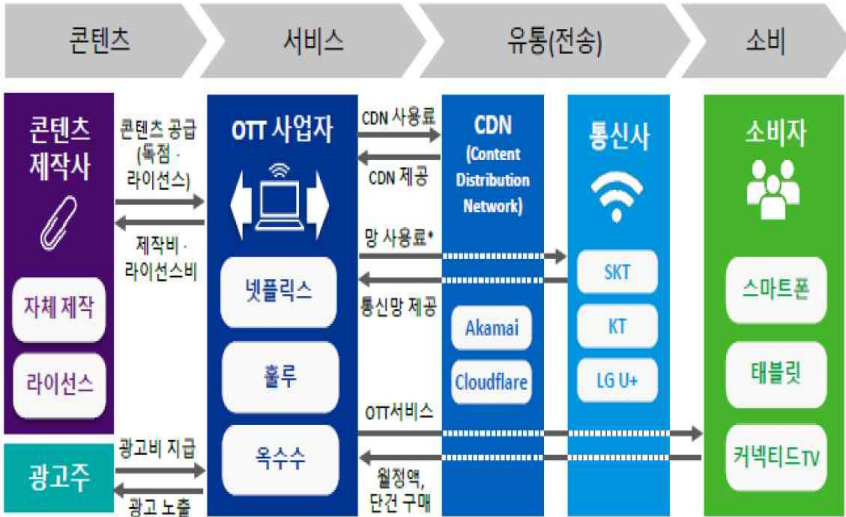 콘텐츠
서비스
유통(전송)
소비
콘텐츠
제작사
자체 제작
라이선스
광고주
콘텐츠 공급
(독점 ·
라이선스)
제작비 ·
라이선스비
광고비 지급
광고 노출
OTT 사업자
넷플릭스
훌루
옥수수
CDN 사용료
CDN 제공
망 사용료*
통신망 제공
OTT서비스
월정액,
단건 구매
CDN
(Content
Distribution
Network)
Akamai
Cloudflare
통신사
SKT
KT
LG U+
소비자
스마트폰
태블릿
커넥티드TV